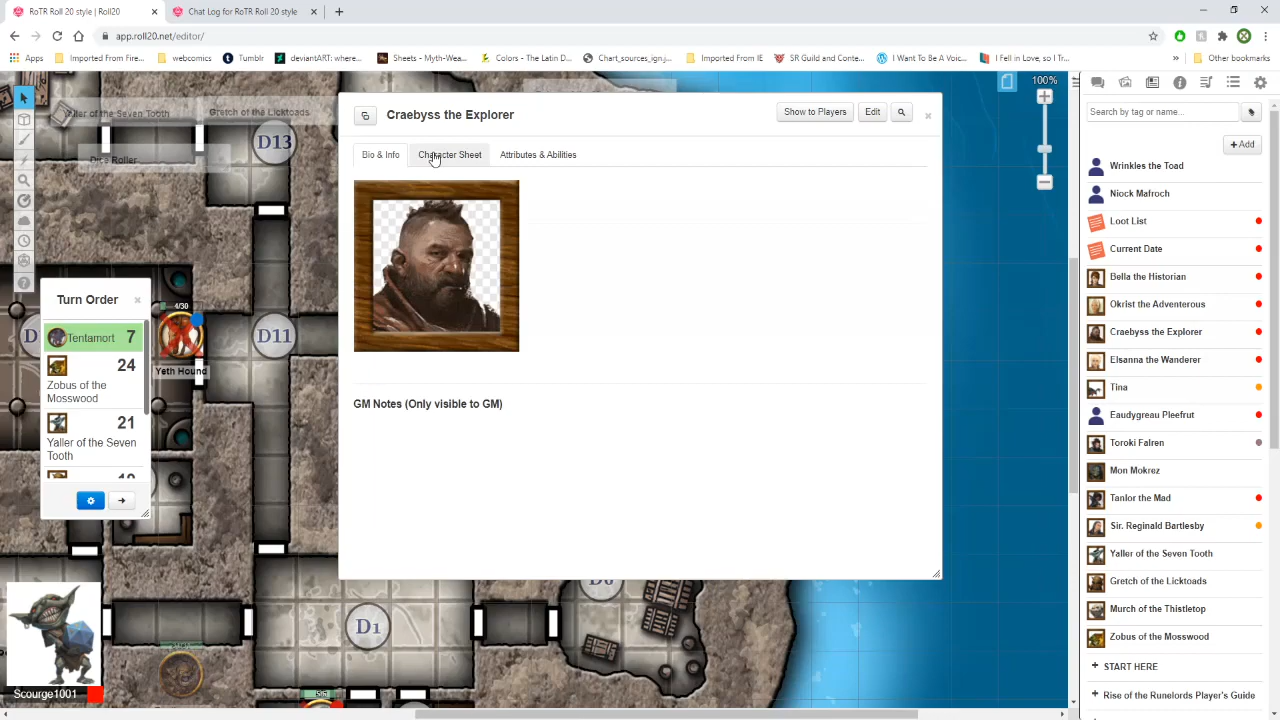 RoTR Roll 20 style | Roll20
Chat Log for RoTR Roll 20 style
app.roll20.net/editor/
Apps
Importing From Fire...
webcomics
Tumblr
deviantART: where...
Sheets - Myth-Wea...
Colors - The Latin D...
Chart_sources_ign.j...
Importing From IE
SR Guild and Conte...
I Want To Be A Voic...
I Fell in Love, so I Tr...
»
Other bookmarks
Yaller of the Seven Tooth
Gretch of the Licktoads
Dice Roller
D13
D11
D1
Craebyss the Explorer
Show to Players
Edit
Bio & Info
Character Sheet
Attributes & Abilities
GM Notes (Only visible to GM)
100%
Turn Order
Tentamort 7
24
Zobus of the
Mosswood
21
Yaller of the Seven
Tooth
4/30
Yeth Hound
Scourge1001
Search by tag or name...
+ Add
Wrinkles the Toad
Niock Mafroch
Loot List
Current Date
Bella the Historian
Okrist the Adventerous
Craebyss the Explorer
Elsanna the Wanderer
Tina
Eaudygreau Pleefrut
Toroki Falren
Mon Mokrez
Tanlor the Mad
Sir. Reginald Bartlesby
Yaller of the Seven Tooth
Gretch of the Licktoads
Murch of the Thistletop
Zobus of the Mosswood
+ START HERE
+ Rise of the Runelords Player's Guide